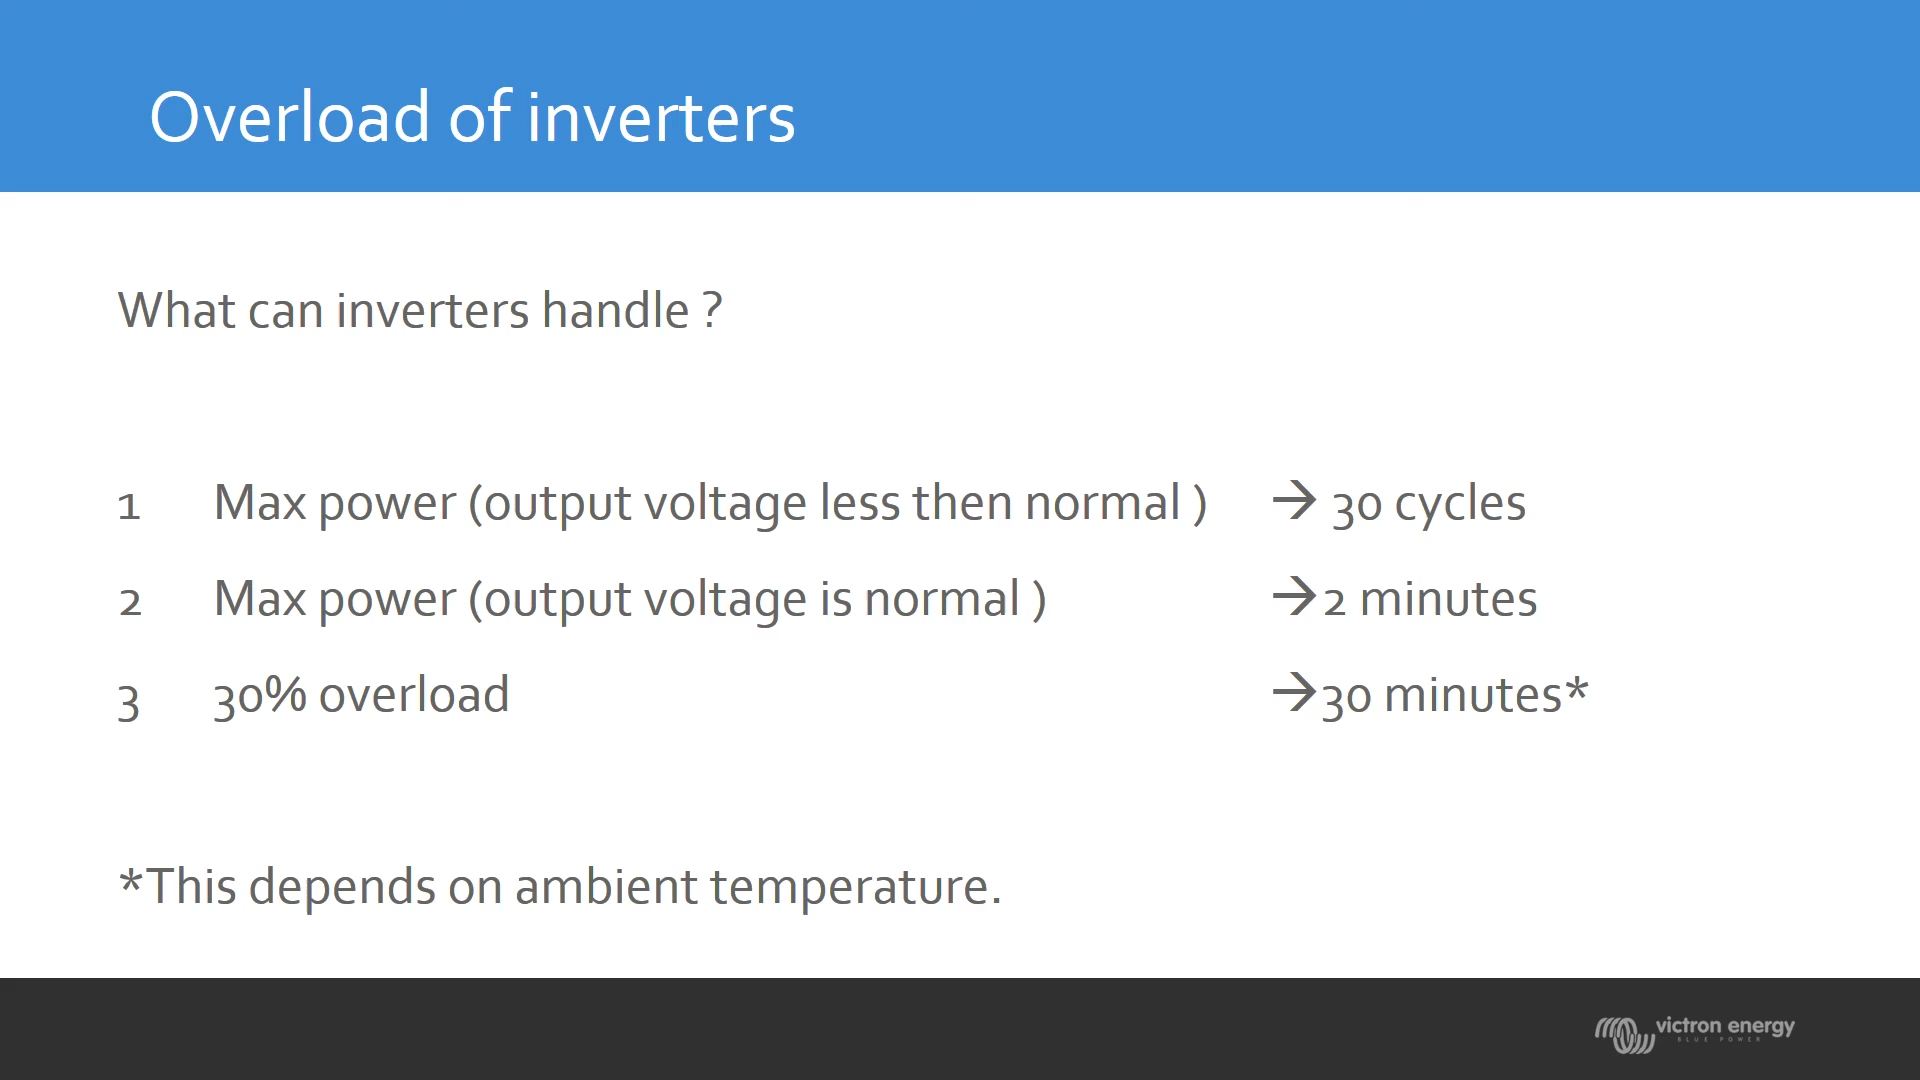 Overload of inverters
What can inverters handle ?
1 Max power (output voltage less then normal ) → 30 cycles
2 Max power (output voltage is normal ) →2 minutes
3 30% overload →30 minutes*
*This depends on ambient temperature.
victron energy
BLUE POWER